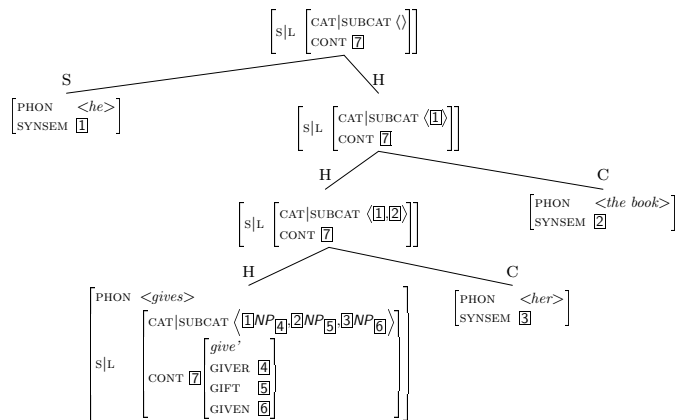 S|L CAT|SUBCAT ⟨⟩
CONT 7
S H
PHON <he>
SYNSEM 1
S|L CAT|SUBCAT ⟨1⟩
CONT 7
H C
PHON <the book>
SYNSEM 2
S|L CAT|SUBCAT ⟨1,2⟩
CONT 7
H C
PHON <gives>
S|L CAT|SUBCAT ⟨1NP4,2NP5,3NP6⟩
CONT 7 give'
GIVER 4
GIFT 5
GIVEN 6
PHON <her>
SYNSEM 3